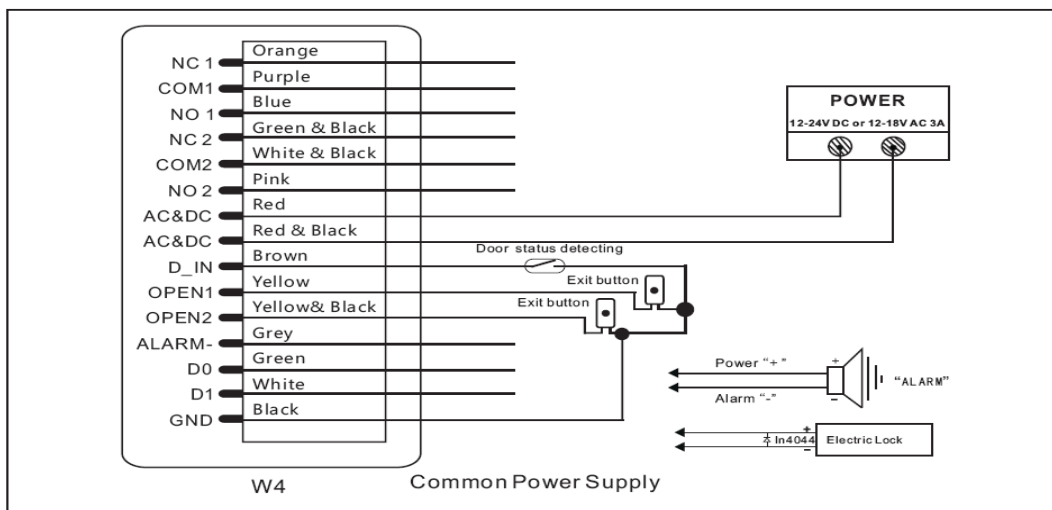 NC 1 Orange
COM1 Purple
NO 1 Blue
NC 2 Green & Black
COM2 White & Black
NO 2 Pink
AC&DC Red
AC&DC Red & Black
D_IN Brown
OPEN1 Yellow
OPEN2 Yellow& Black
ALARM- Grey
D0 Green
D1 White
GND Black
W4
Common Power Supply
POWER
12-24V DC or 12-18V AC 3A
Door status detecting
Exit button
Exit button
Power “+”
+
Alarm “-”
-
“ALARM”
+
In4044
Electric Lock
-